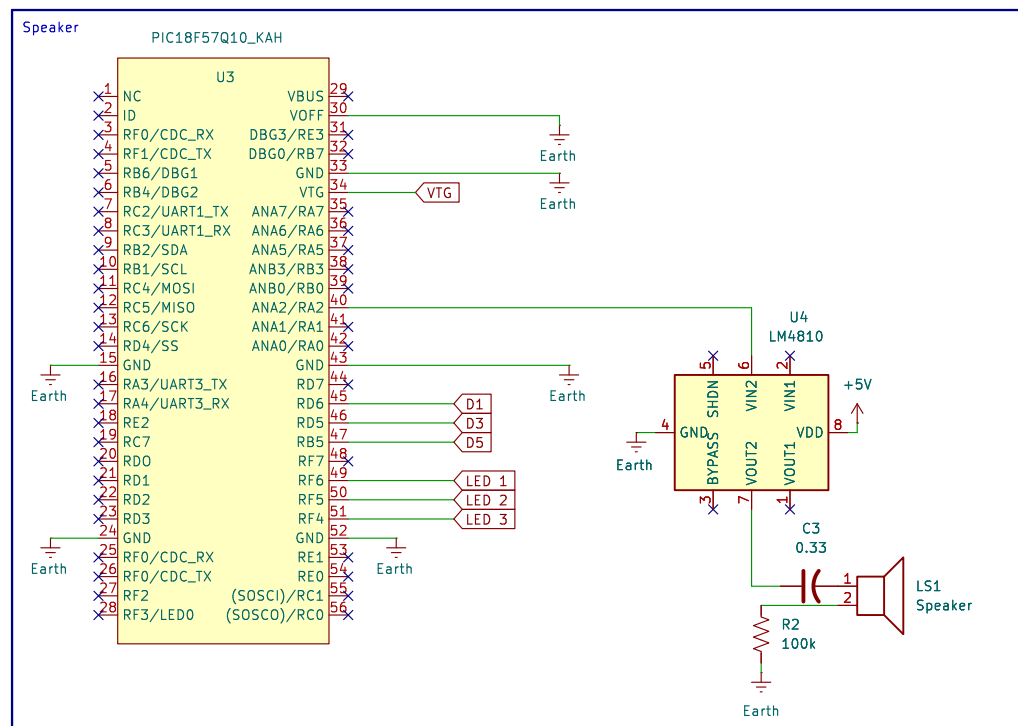 Speaker
PIC18F57Q10_KAH
U3
1 NC
2 ID
3 RF0/CDC_RX
4 RF1/CDC_TX
5 RB6/DBG1
6 RB4/DBG2
7 RC2/UART1_TX
8 RC3/UART1_RX
9 RB2/SDA
10 RB1/SCL
11 RC4/MOSI
12 RC5/MISO
13 RC6/SCK
14 RD4/SS
15 GND
16 RA3/UART3_TX
17 RA4/UART3_RX
18 RE2
19 RC7
20 RD0
21 RD1
22 RD2
23 RD3
24 GND
25 RF0/CDC_RX
26 RF0/CDC_TX
27 RF2
28 RF3/LED0
VBUS 29
VOFF 30
DBG3/RE3 31
DBG0/RB7 32
GND 33
VTG 34
ANA7/RA7 35
ANA6/RA6 36
ANA5/RA5 37
ANB3/RB3 38
ANB0/RB0 39
ANA2/RA2 40
ANA1/RA1 41
ANA0/RA0 42
GND 43
RD7 44
RD6 45
RD5 46
RB5 47
RF7 48
RF6 49
RF5 50
RF4 51
GND 52
RE1 53
RE0 54
(SOSCI)/RC1 55
(SOSCO)/RC0 56
Earth
Earth
Earth
Earth
VTG
Earth
D1
D3
D5
LED 1
LED 2
LED 3
Earth
U4
LM4810
5 SHDN
6 VIN2
2 VIN1
+5V
4 GND
VDD 8
BYPASS 3
VOUT2 7
VOUT1 1
Earth
C3
0.33
1
2
LS1
Speaker
R2
100k
Earth